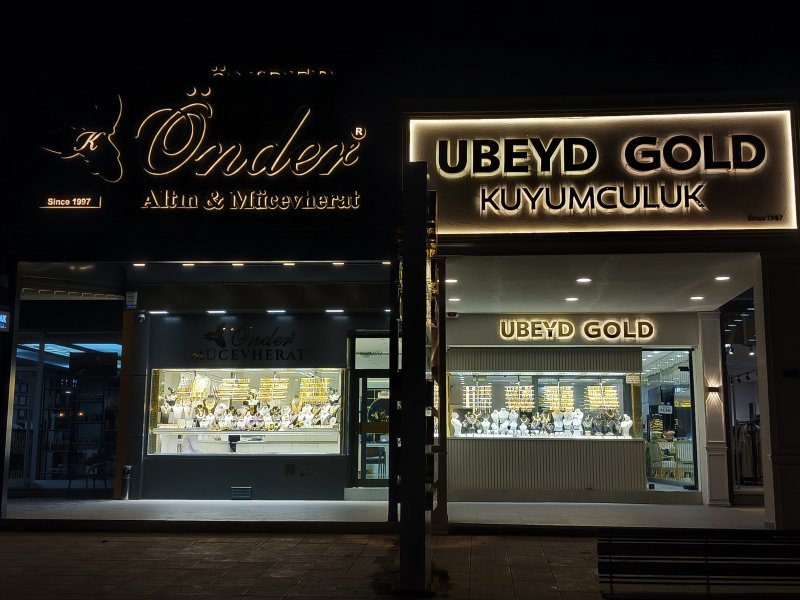 K
Önder ®
Altın & Mücevherat
Since 1997
UBEYD GOLD
KUYUMCULUK
Since 1987
Önder
MÜCEVHERAT
UBEYD GOLD